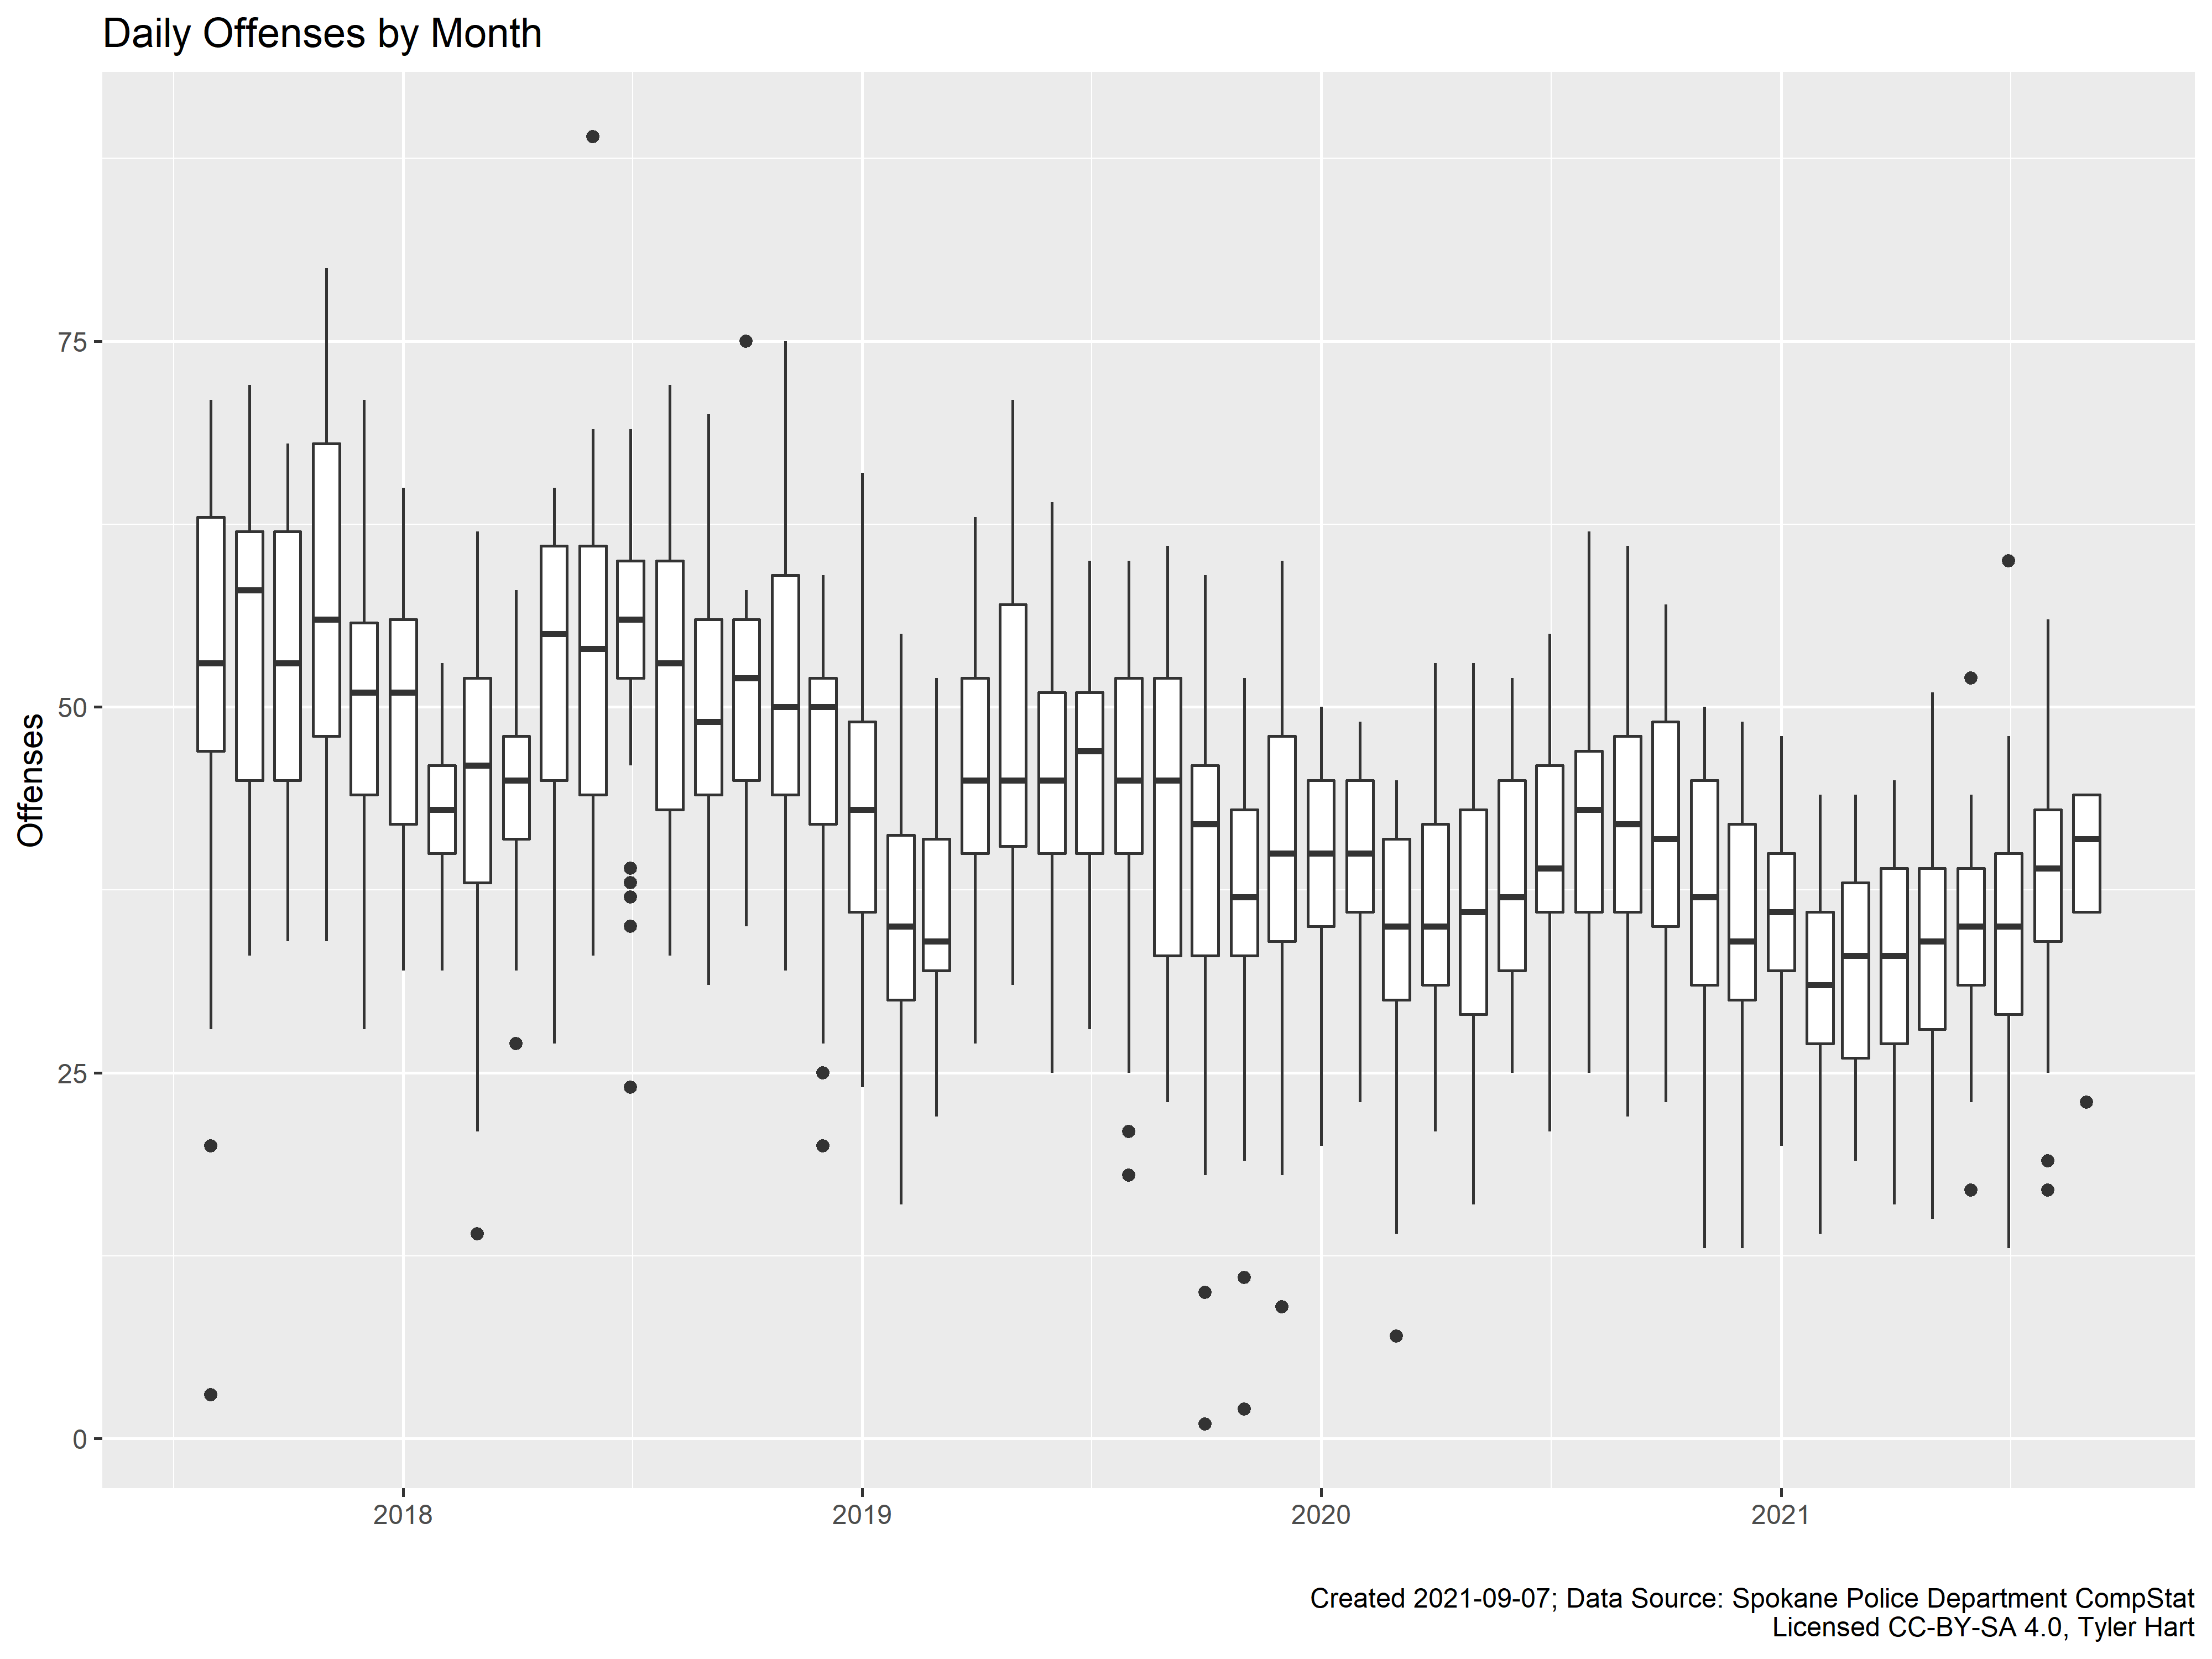 Daily Offenses by Month
Offenses
75
50
25
0
2018
2019
2020
2021
Created 2021-09-07; Data Source: Spokane Police Department CompStat
Licensed CC-BY-SA 4.0, Tyler Hart